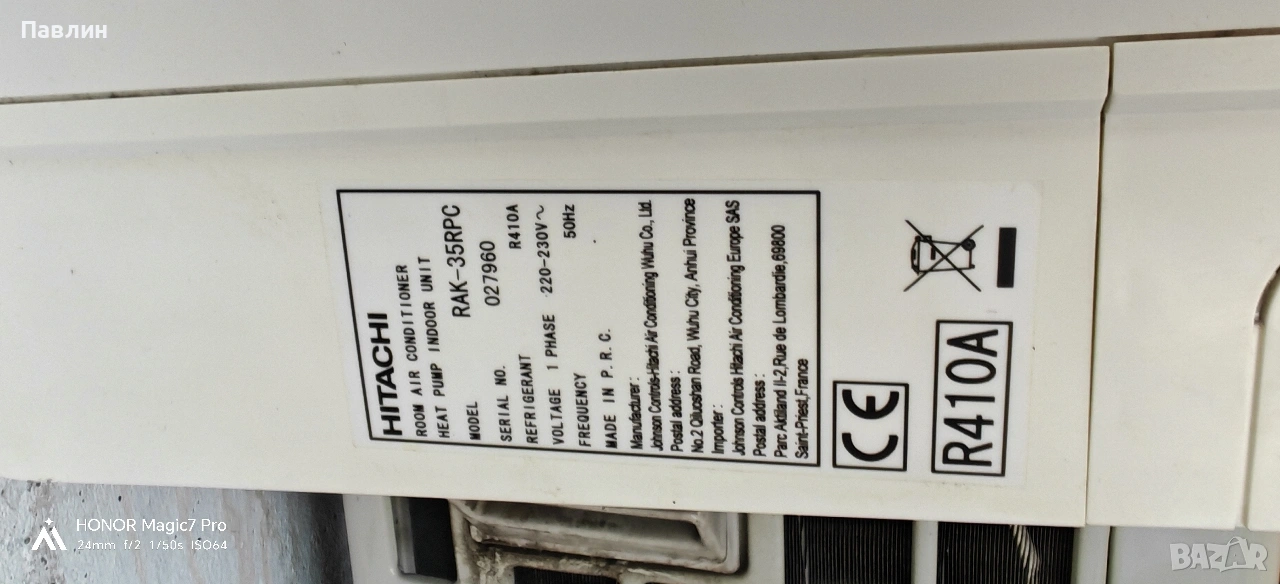 Павлин
HITACHI
ROOM AIR CONDITIONER
HEAT PUMP INDOOR UNIT
MODEL RAK-35RPC
SERIAL NO. 027960
REFRIGERANT R410A
VOLTAGE 1 PHASE 220-230V~
FREQUENCY 50Hz
MADE IN P.R.C.
Manufacturer :
Johnson Controls-Hitachi Air Conditioning Wuhu Co., Ltd.
Postal address :
No.2 Qiluoshan Road, Wuhu City, Anhui Province
Importer :
Johnson Controls Hitachi Air Conditioning Europe SAS
Postal address :
Parc Aktiland II-2,Rue de Lombardie,69800
Saint-Priest,France
CE
R410A
HONOR Magic7 Pro
24mm f/2 1/50s ISO64
BAZAR